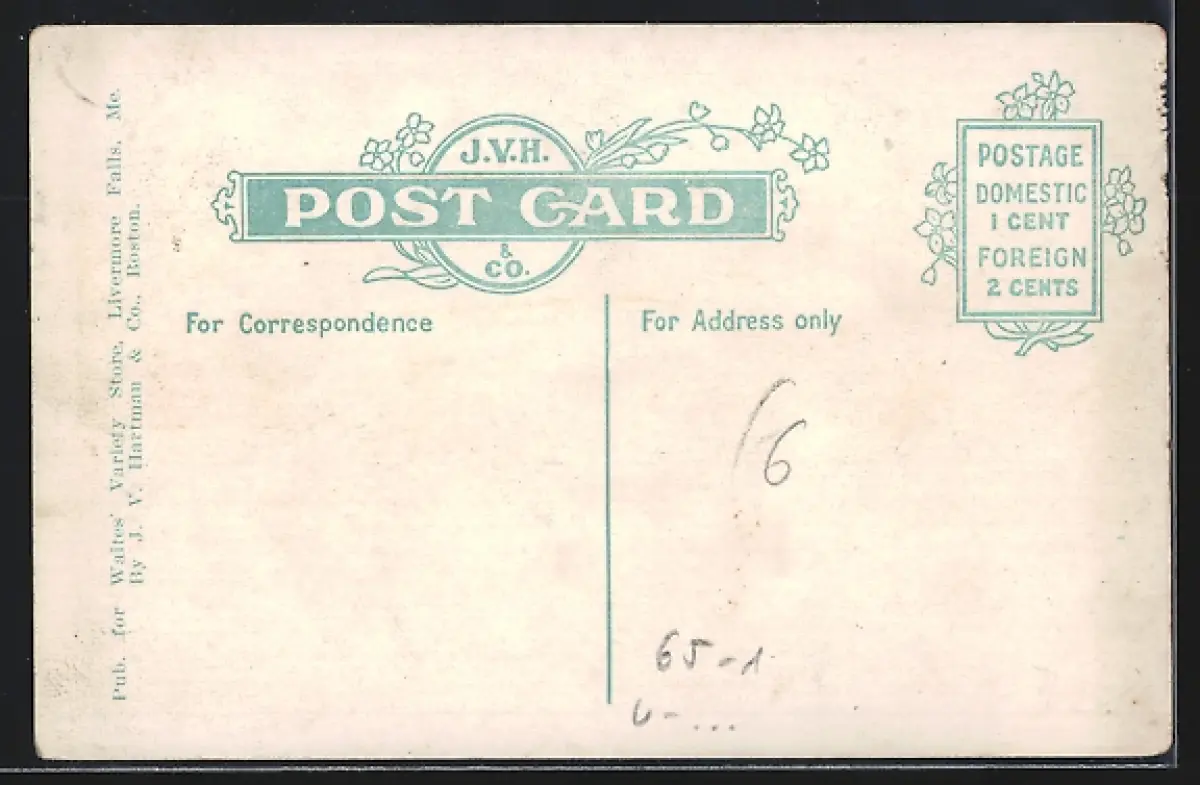 Pub. for Waites' Variety Store, Livermore Falls, Me.
By J. V. Hartman & Co., Boston.
J.V.H.
POST CARD
&
CO.
For Correspondence
For Address only
POSTAGE
DOMESTIC
1 CENT
FOREIGN
2 CENTS
6
65-1